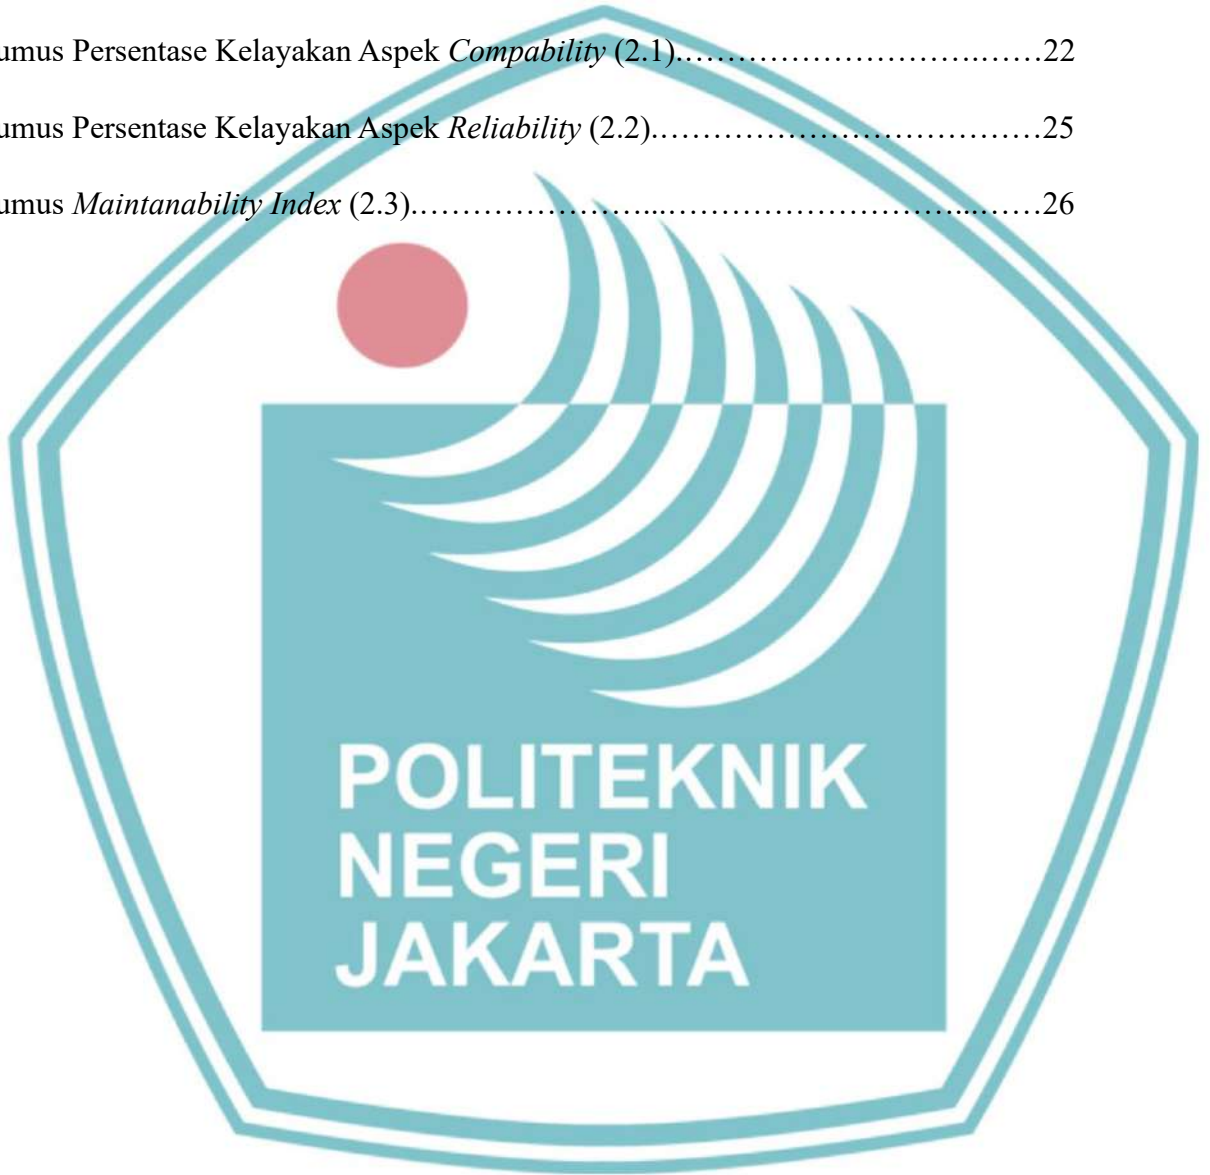 umus Persentase Kelayakan Aspek Compability (2.1).……………………….……22
umus Persentase Kelayakan Aspek Reliability (2.2).………………………………25
umus Maintanability Index (2.3).…………………..………………………...……26
POLITEKNIK
NEGERI
JAKARTA